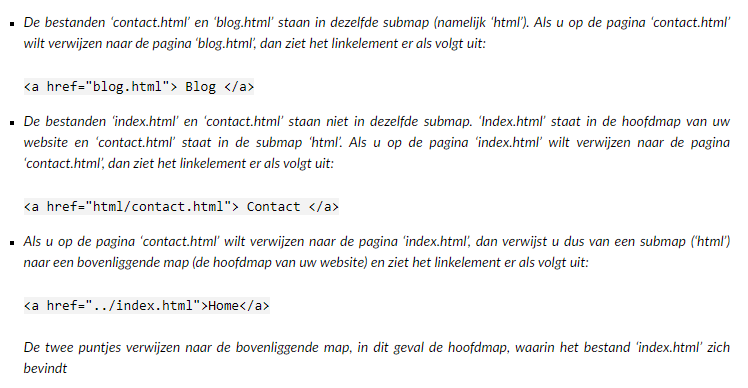 ▪ De bestanden ‘contact.html’ en ‘blog.html’ staan in dezelfde submap (namelijk ‘html’). Als u op de pagina ‘contact.html’
wilt verwijzen naar de pagina ‘blog.html’, dan ziet het linkelement er als volgt uit:
<a href="blog.html"> Blog </a>
▪ De bestanden ‘index.html’ en ‘contact.html’ staan niet in dezelfde submap. ‘Index.html’ staat in de hoofdmap van uw
website en ‘contact.html’ staat in de submap ‘html’. Als u op de pagina ‘index.html’ wilt verwijzen naar de pagina
‘contact.html’, dan ziet het linkelement er als volgt uit:
<a href="html/contact.html"> Contact </a>
▪ Als u op de pagina ‘contact.html’ wilt verwijzen naar de pagina ‘index.html’, dan verwijst u dus van een submap (‘html’)
naar een bovenliggende map (de hoofdmap van uw website) en ziet het linkelement er als volgt uit:
<a href="../index.html">Home</a>
De twee puntjes verwijzen naar de bovenliggende map, in dit geval de hoofdmap, waarin het bestand ‘index.html’ zich
bevindt